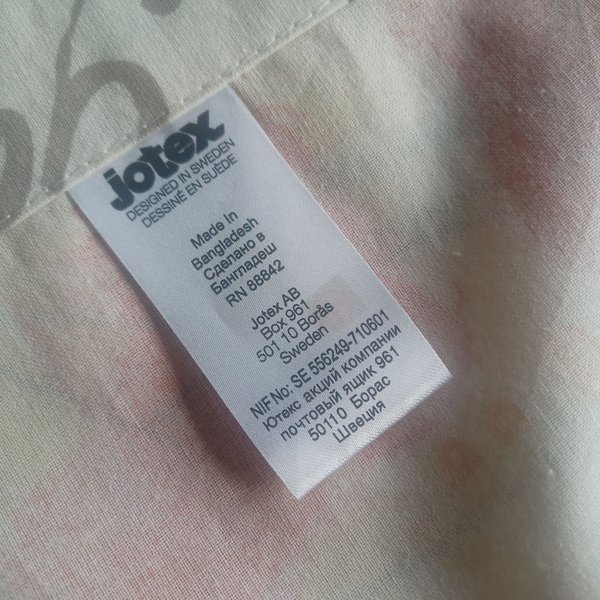 jotex
DESIGNED IN SWEDEN
DESSINÉ EN SUÈDE
Made In
Bangladesh
Сделано в
Бангладеш
RN 88842
Jotex AB
Box 961
501 10 Borås
Sweden
NIF No: SE 556249-710601
Ютекс акций компании
почтовый ящик 961
50110 Борас
Швеция